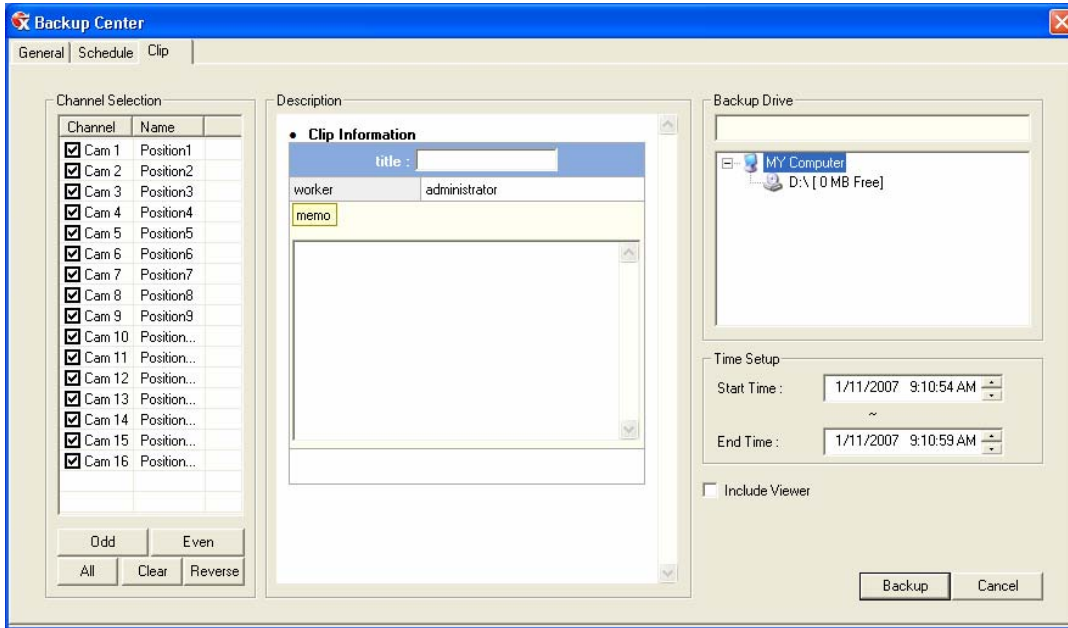 Backup Center
General Schedule Clip
Channel Selection
Channel Name
Cam 1 Position1
Cam 2 Position2
Cam 3 Position3
Cam 4 Position4
Cam 5 Position5
Cam 6 Position6
Cam 7 Position7
Cam 8 Position8
Cam 9 Position9
Cam 10 Position...
Cam 11 Position...
Cam 12 Position...
Cam 13 Position...
Cam 14 Position...
Cam 15 Position...
Cam 16 Position...
Odd Even
All Clear Reverse
Description
• Clip Information
title :
worker administrator
memo
Backup Drive
MY Computer
D:\ [ 0 MB Free]
Time Setup
Start Time : 1/11/2007 9:10:54 AM
~
End Time : 1/11/2007 9:10:59 AM
Include Viewer
Backup Cancel